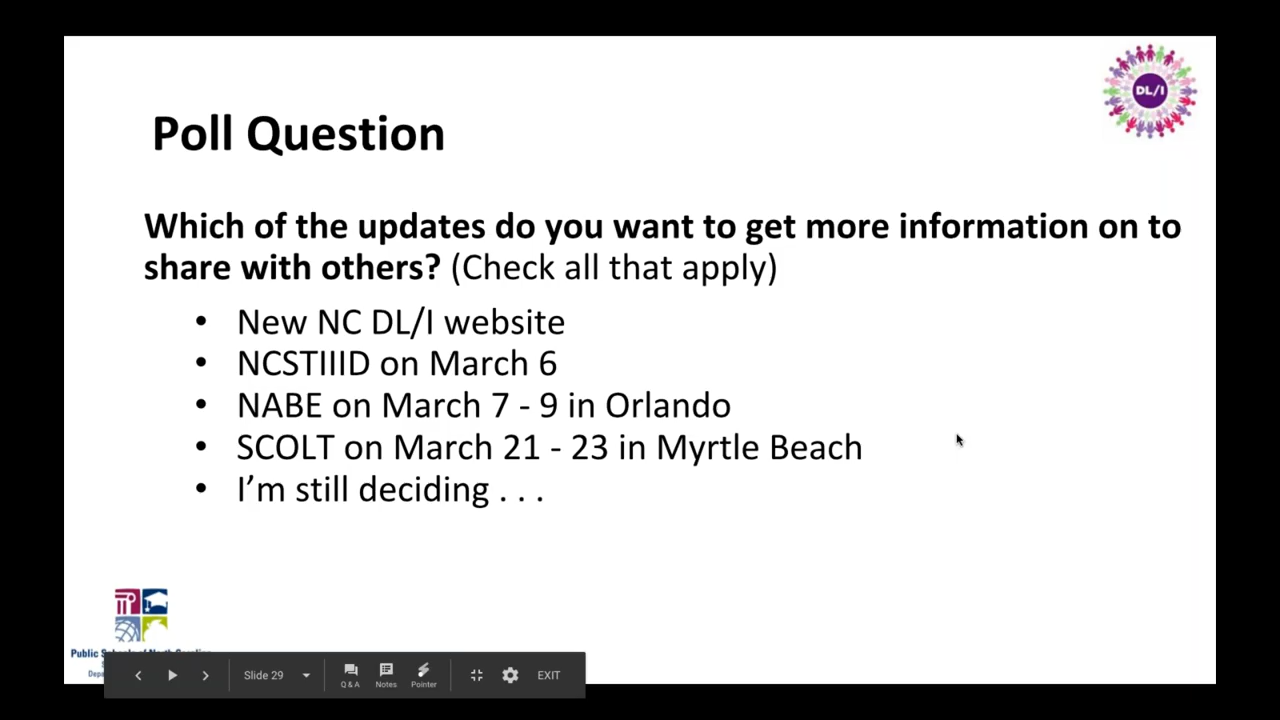 DL/I
Poll Question
Which of the updates do you want to get more information on to
share with others? (Check all that apply)
• New NC DL/I website
• NCSTIIID on March 6
• NABE on March 7 - 9 in Orlando
• SCOLT on March 21 - 23 in Myrtle Beach
• I’m still deciding . . .
Public
Slide 29
Q & A Notes Pointer
EXIT